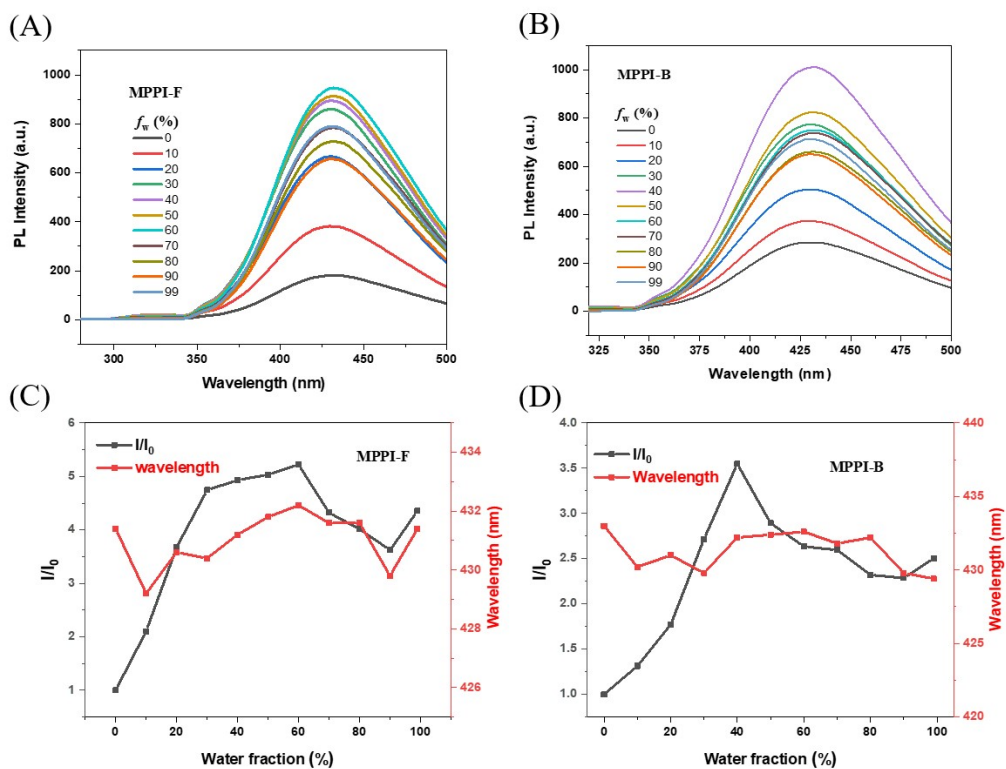 (A)
MPPI-F
f_w (%)
0
10
20
30
40
50
60
70
80
90
99
1000
800
600
400
200
0
PL Intensity (a.u.)
300 350 400 450 500
Wavelength (nm)
(B)
MPPI-B
f_w (%)
0
10
20
30
40
50
60
70
80
90
99
1000
800
600
400
200
0
PL Intensity (a.u.)
325 350 375 400 425 450 475 500
Wavelength (nm)
(C)
I/I₀
wavelength
MPPI-F
6
5
4
3
2
1
I/I₀
434
432
430
428
426
Wavelength (nm)
0 20 40 60 80 100
Water fraction (%)
(D)
I/I₀
Wavelength
MPPI-B
4.0
3.5
3.0
2.5
2.0
1.5
1.0
I/I₀
440
435
430
425
420
Wavelength (nm)
0 20 40 60 80 100
Water fraction (%)